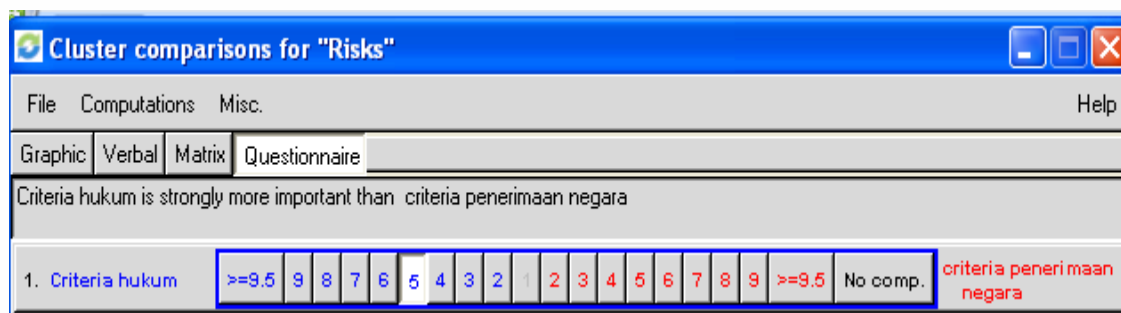 Cluster comparisons for "Risks"
File Computations Misc. Help
Graphic Verbal Matrix Questionnaire
Criteria hukum is strongly more important than criteria penerimaan negara
1. Criteria hukum >=9.5 9 8 7 6 5 4 3 2 1 2 3 4 5 6 7 8 9 >=9.5 No comp. criteria penerimaan
negara